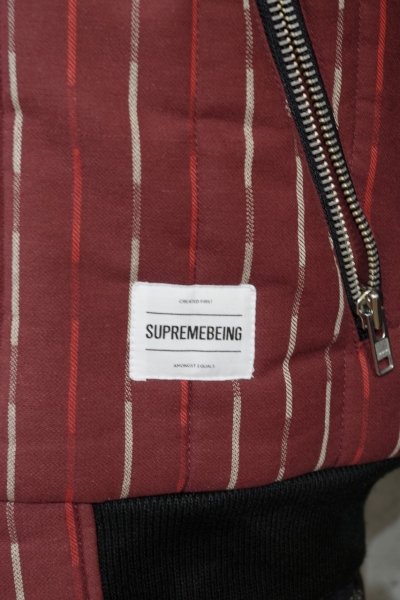 CREATED FIRST
SUPREMEBEING
AMONGST EQUALS